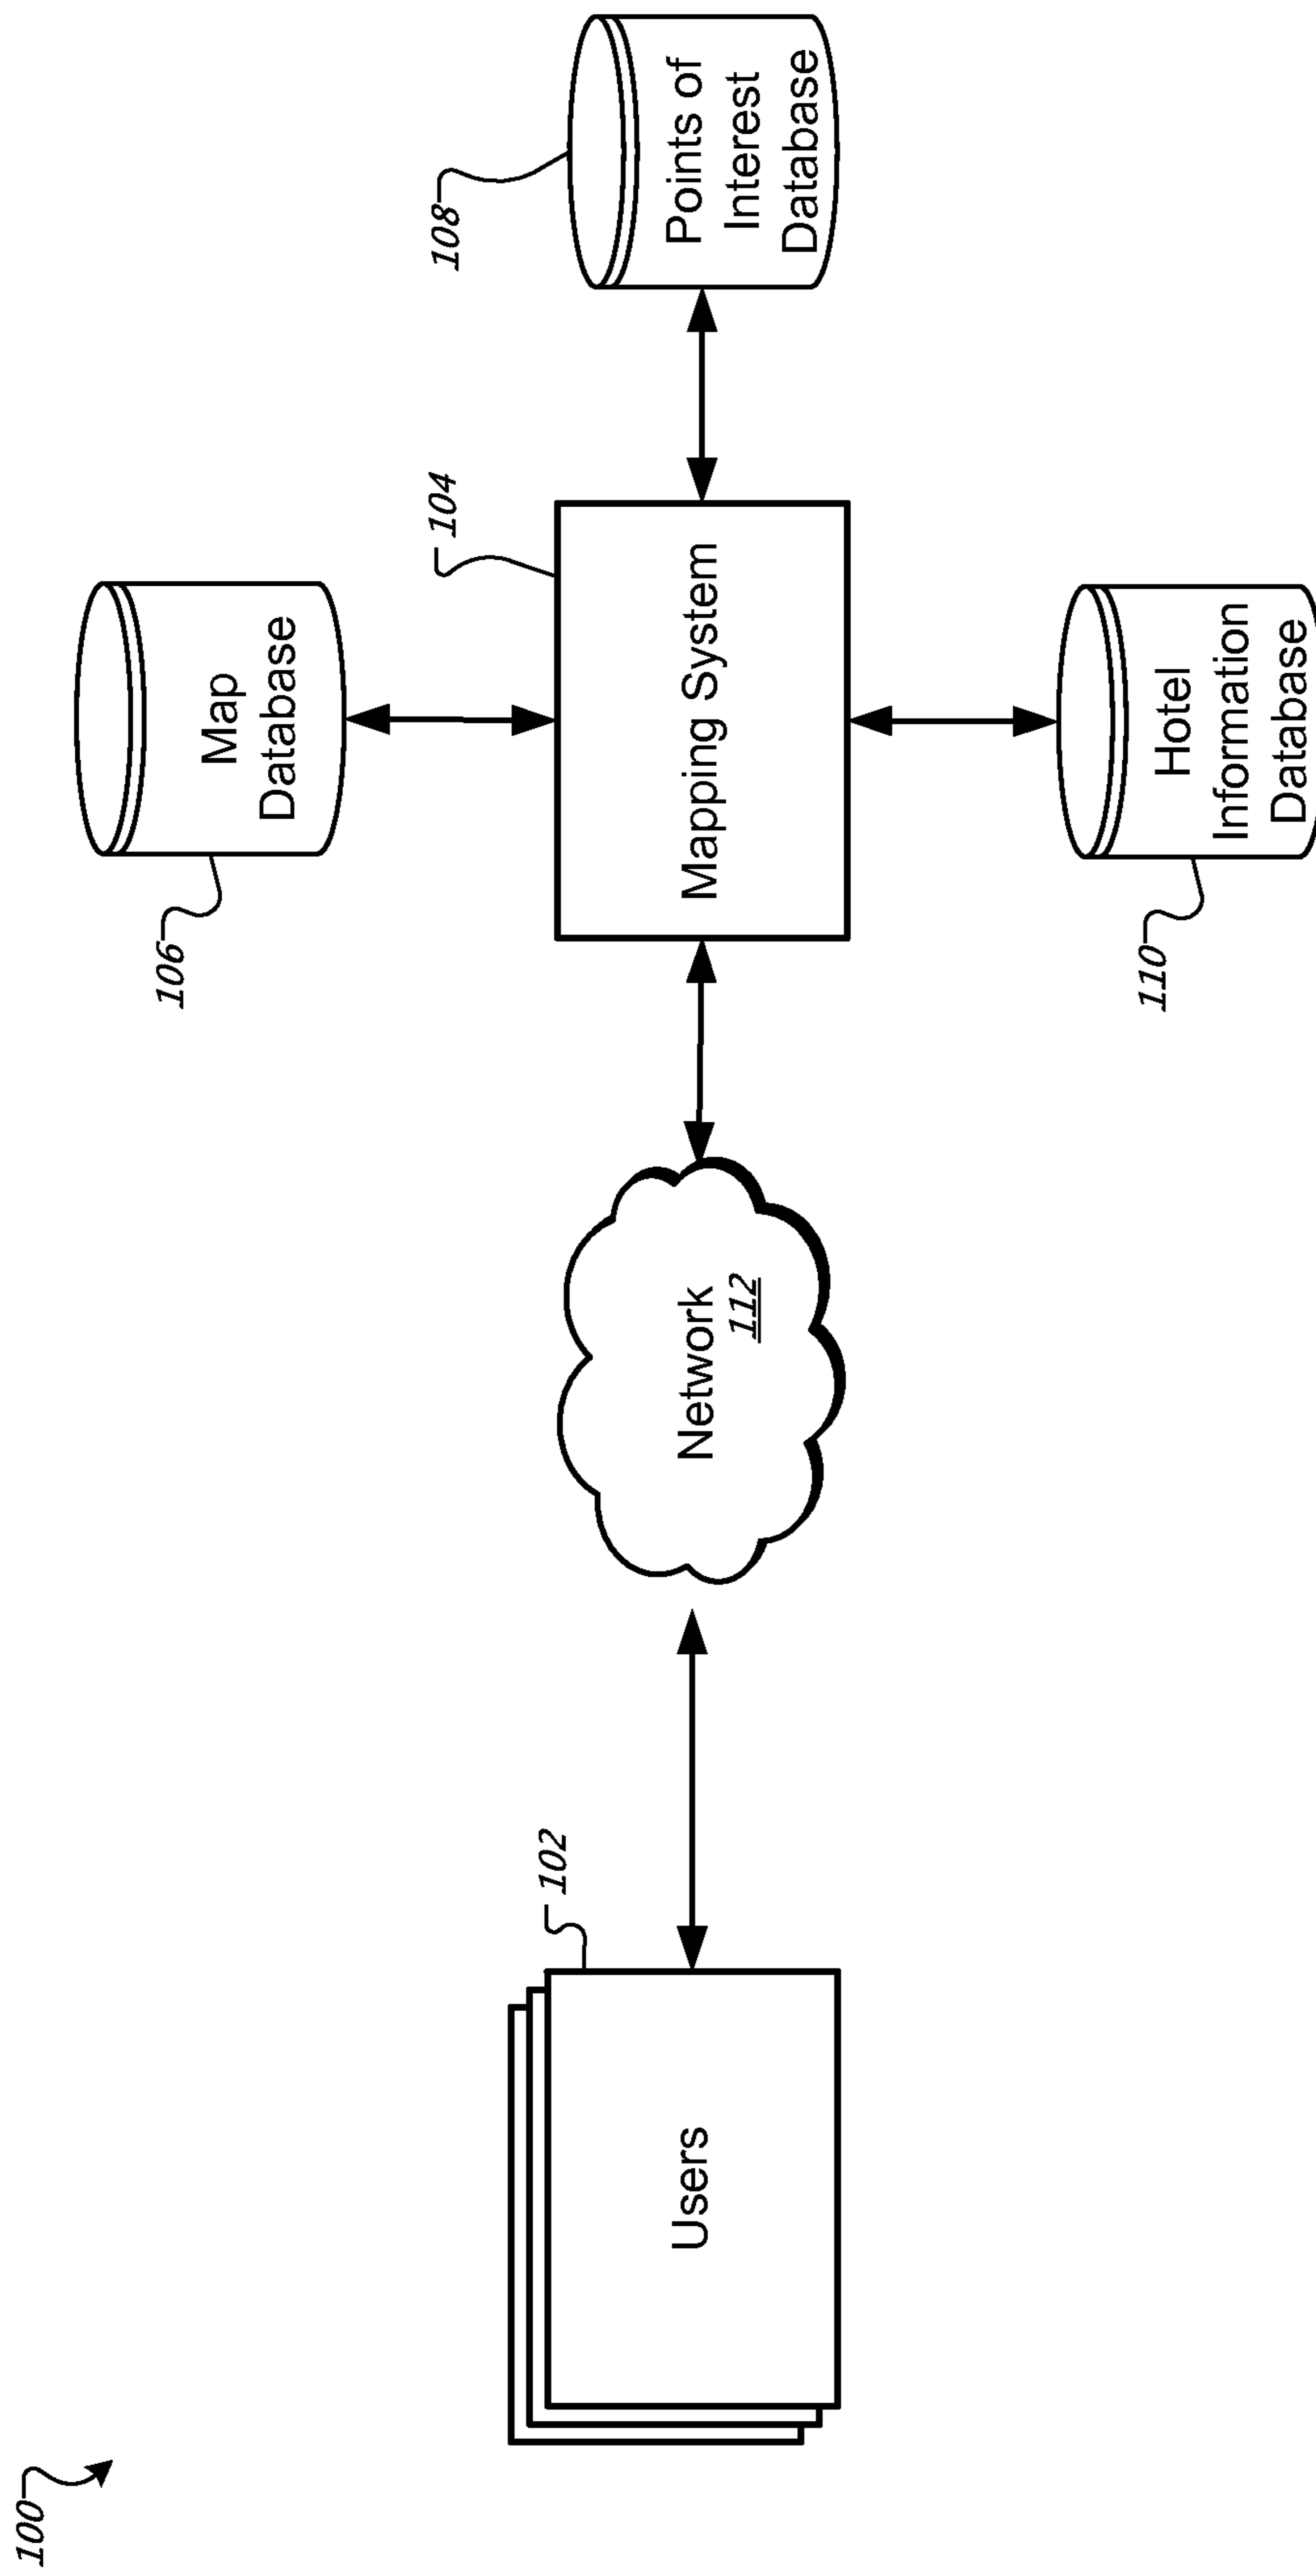 100
106
Map
Database
104
108
102
Users
Network
112
Mapping System
Points of
Interest
Database
110
Hotel
Information
Database